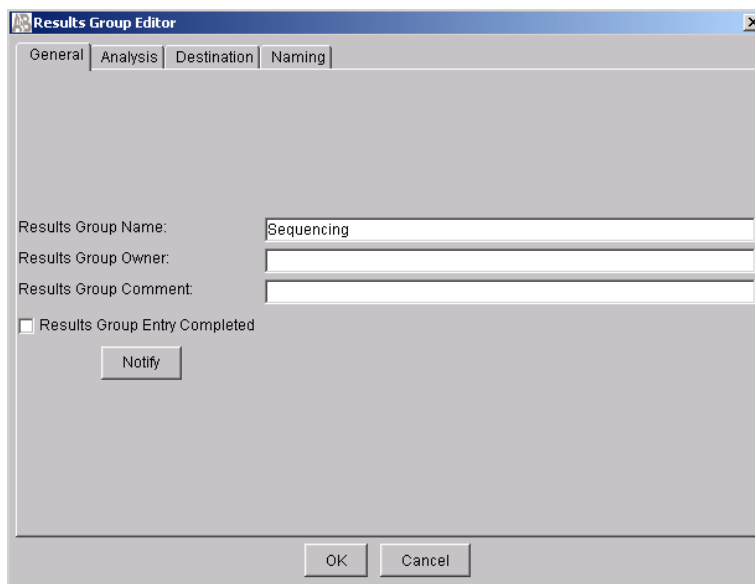 Results Group Editor
General Analysis Destination Naming
Results Group Name: Sequencing
Results Group Owner:
Results Group Comment:
Results Group Entry Completed
Notify
OK Cancel